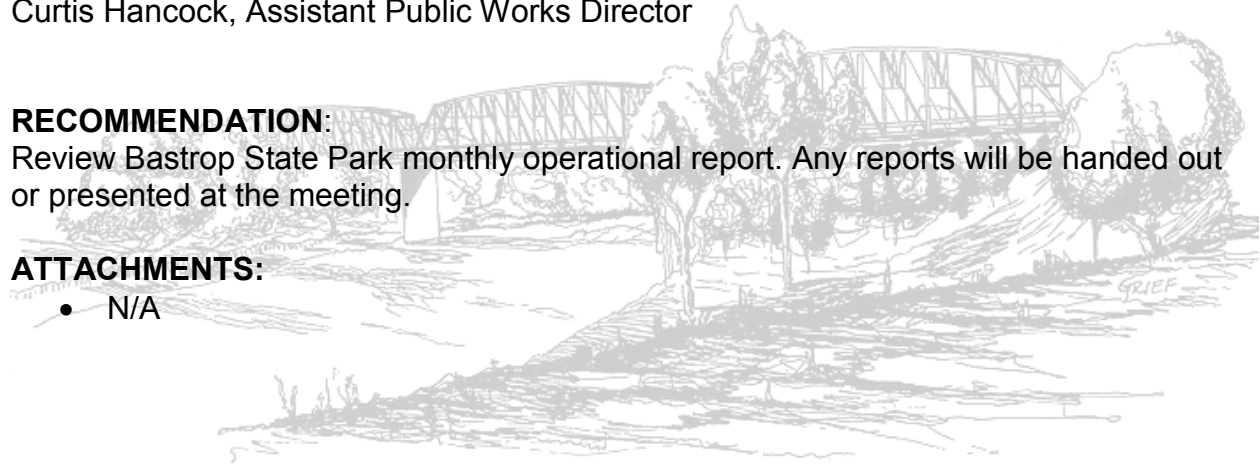 Curtis Hancock, Assistant Public Works Director
RECOMMENDATION:
Review Bastrop State Park monthly operational report. Any reports will be handed out
or presented at the meeting.
ATTACHMENTS:
• N/A
GRIEF